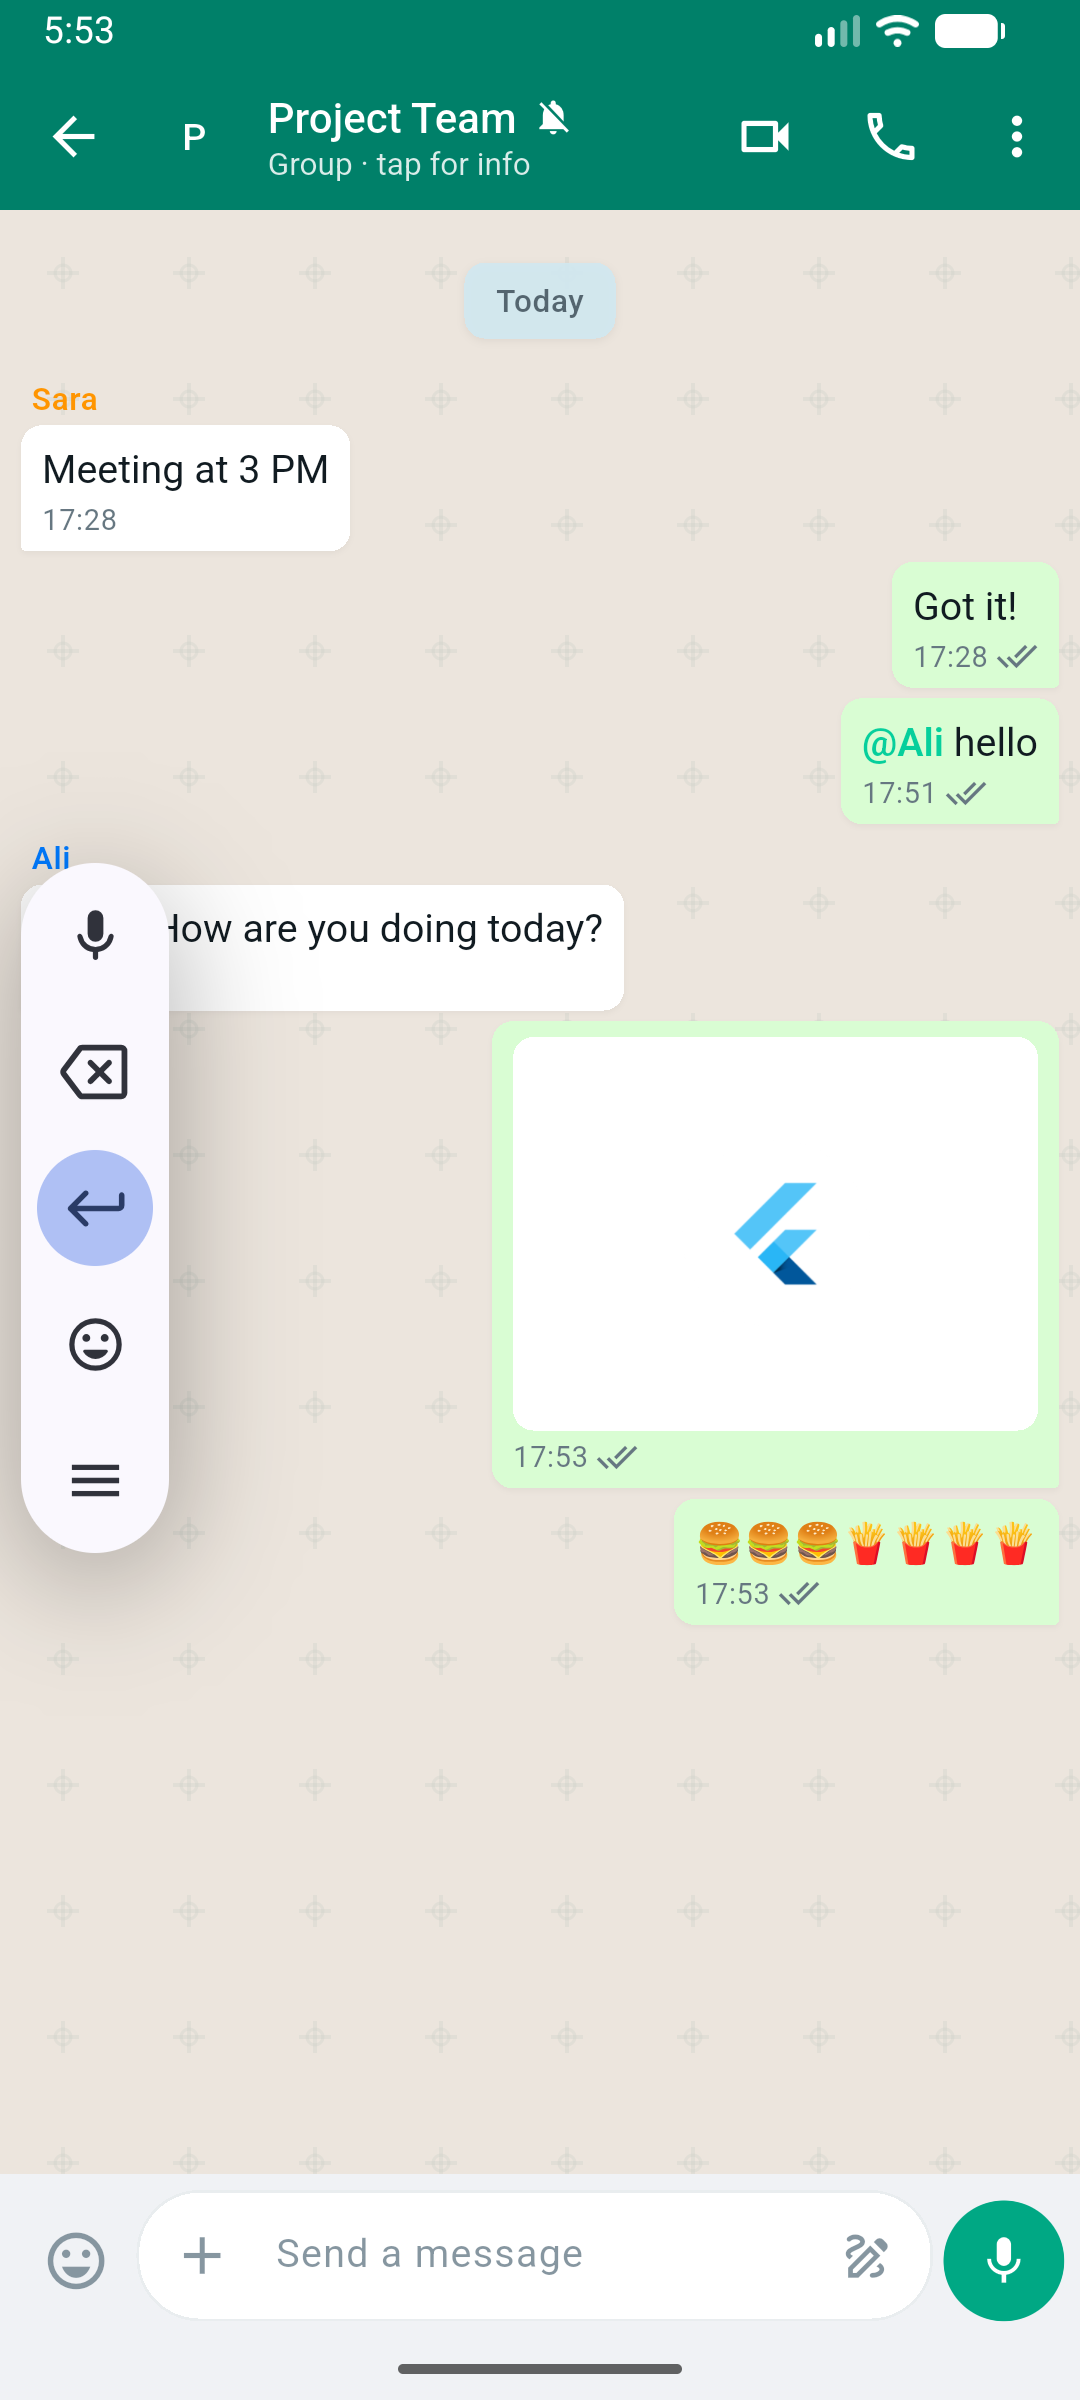 5:53
P
Project Team
Group · tap for info
Today
Sara
Meeting at 3 PM
17:28
Got it!
17:28
@Ali hello
17:51
Ali
How are you doing today?
17:53
🍔🍔🍔🍟🍟🍟🍟
17:53
Send a message